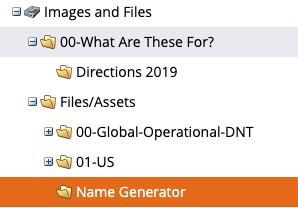 Images and Files
00-What Are These For?
Directions 2019
Files/Assets
00-Global-Operational-DNT
01-US
Name Generator